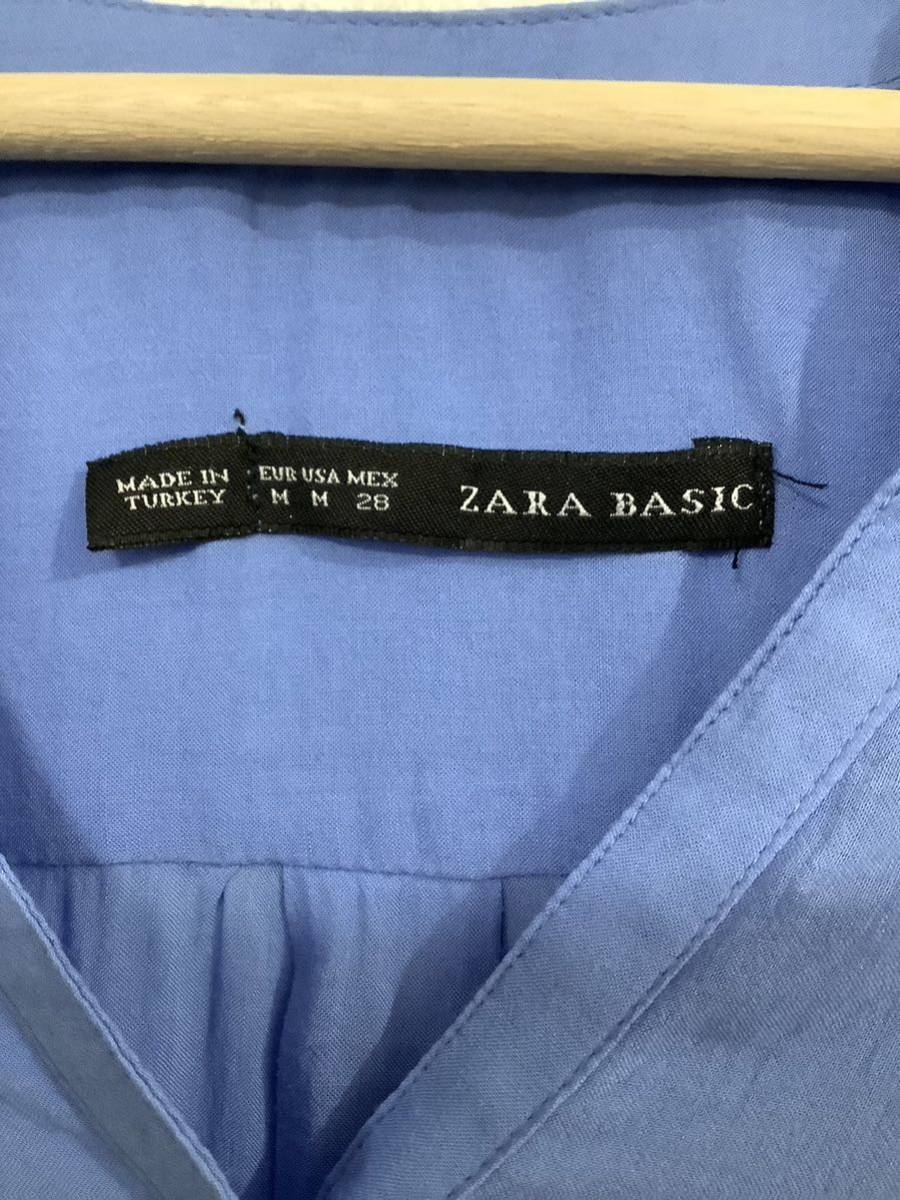 MADE IN
TURKEY
EUR USA MEX
M M 28
ZARA BASIC